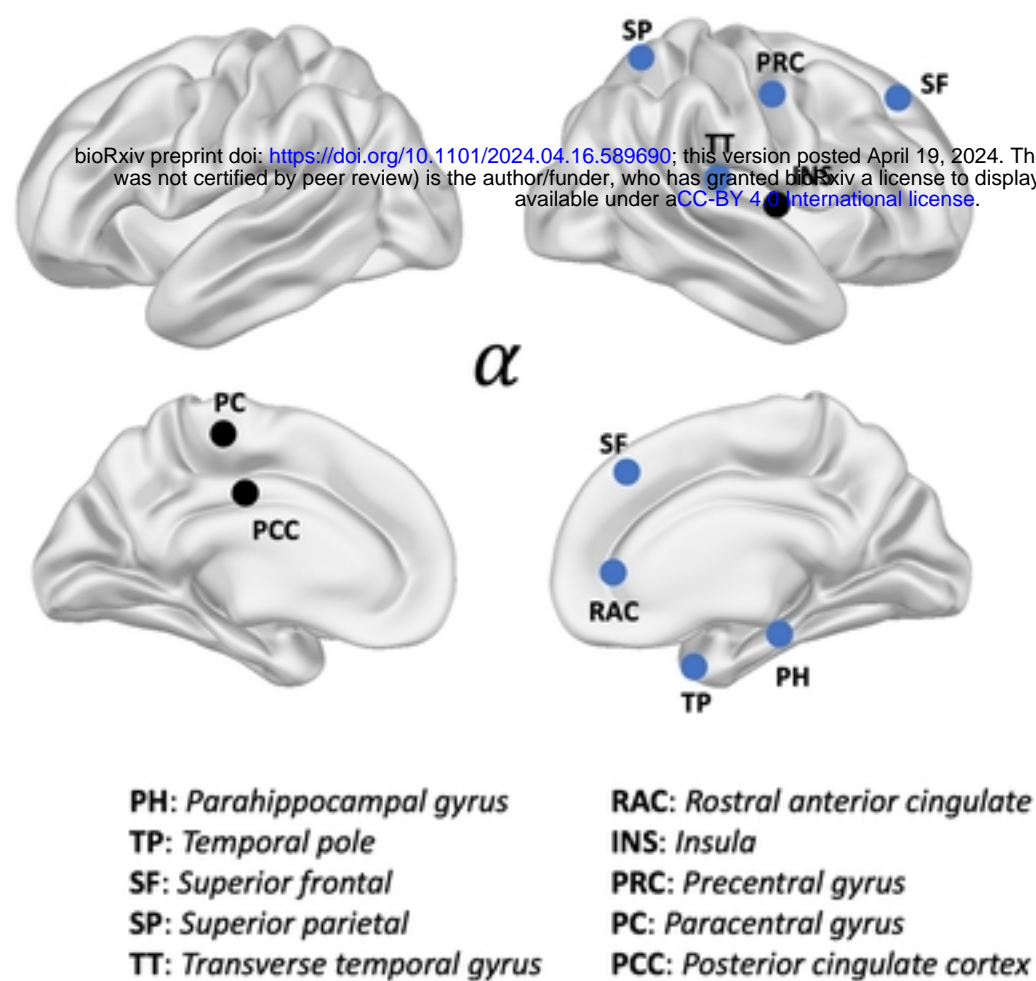 SP
PRC
SF
TT
bioRxiv preprint doi: https://doi.org/10.1101/2024.04.16.589690; this version posted April 19, 2024. Th
was not certified by peer review) is the author/funder, who has granted bioRxiv a license to display
INS
available under aCC-BY 4.0 International license.
α
PC
PCC
SF
RAC
PH
TP
PH: Parahippocampal gyrus
TP: Temporal pole
SF: Superior frontal
SP: Superior parietal
TT: Transverse temporal gyrus
RAC: Rostral anterior cingulate
INS: Insula
PRC: Precentral gyrus
PC: Paracentral gyrus
PCC: Posterior cingulate cortex